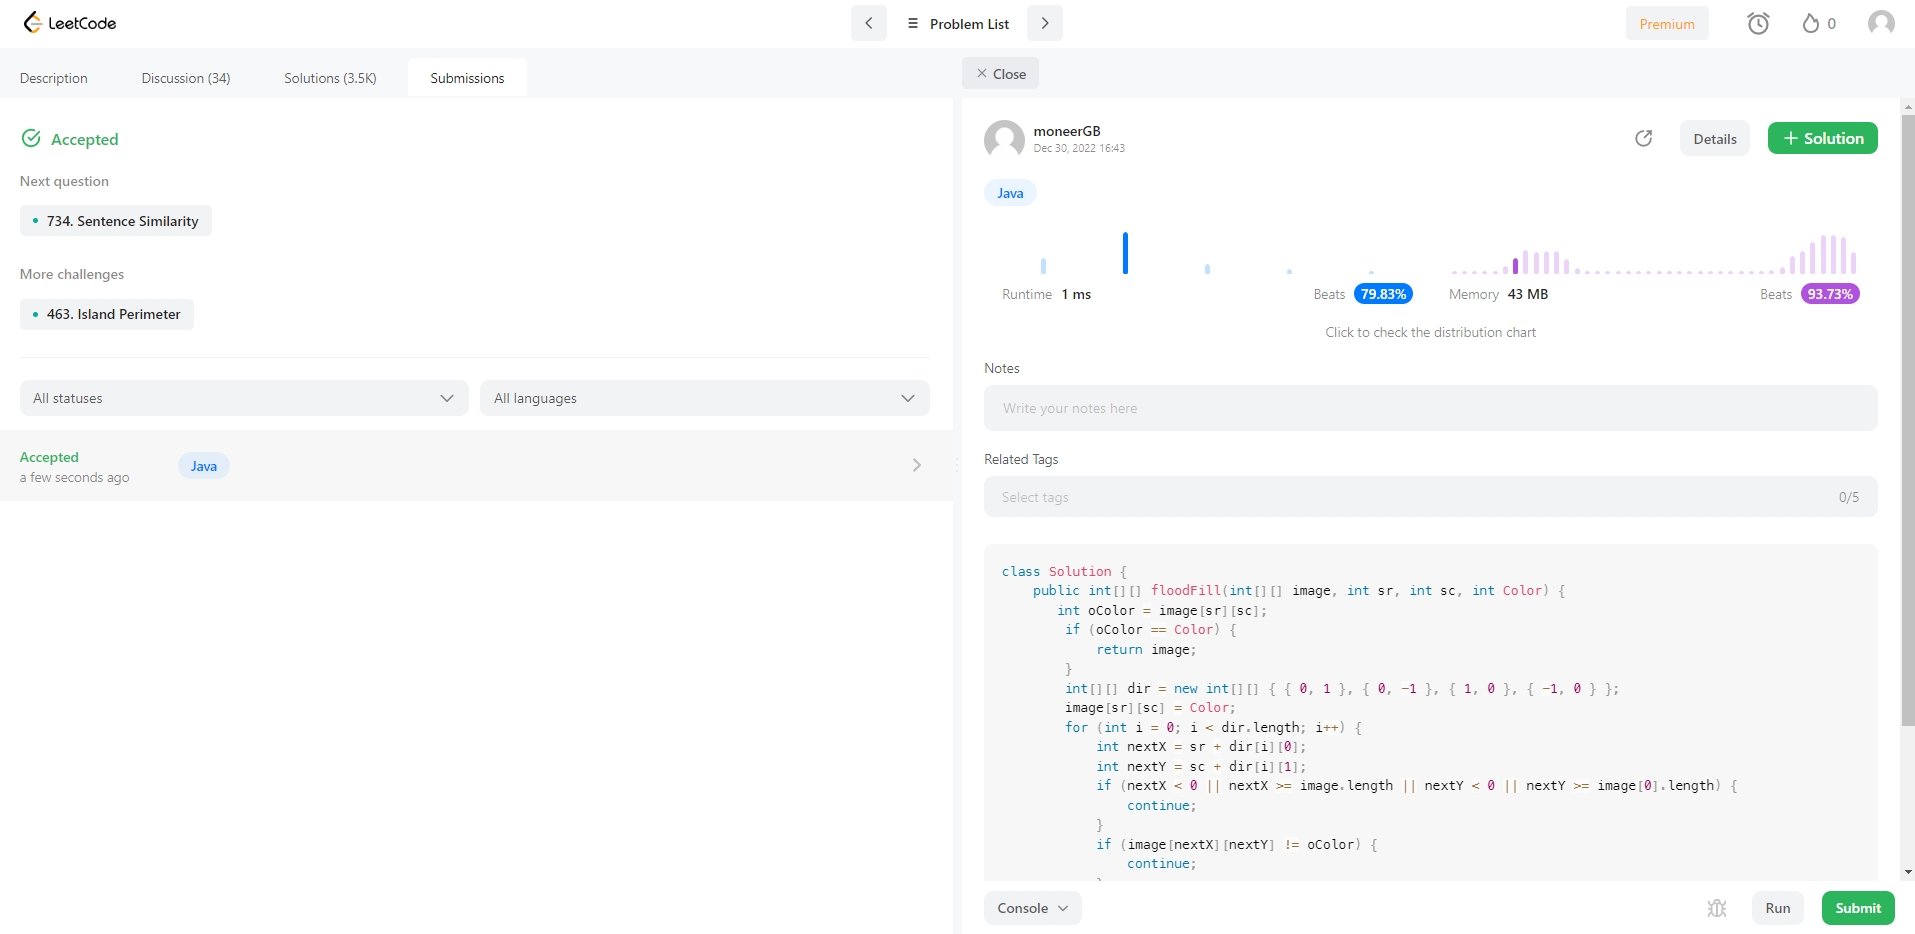 LeetCode
Problem List
Premium
0
Description
Discussion (34)
Solutions (3.5K)
Submissions
Close
Accepted
Next question
734. Sentence Similarity
More challenges
463. Island Perimeter
All statuses
All languages
Accepted
a few seconds ago
Java
moneerGB
Dec 30, 2022 16:43
Details
+ Solution
Java
Runtime 1 ms
Beats 79.83%
Memory 43 MB
Beats 93.73%
Click to check the distribution chart
Notes
Write your notes here
Related Tags
Select tags
0/5
class Solution {
    public int[][] floodFill(int[][] image, int sr, int sc, int Color) {
       int oColor = image[sr][sc];
        if (oColor == Color) {
            return image;
        }
        int[][] dir = new int[][] { { 0, 1 }, { 0, -1 }, { 1, 0 }, { -1, 0 } };
        image[sr][sc] = Color;
        for (int i = 0; i < dir.length; i++) {
            int nextX = sr + dir[i][0];
            int nextY = sc + dir[i][1];
            if (nextX < 0 || nextX >= image.length || nextY < 0 || nextY >= image[0].length) {
                continue;
            }
            if (image[nextX][nextY] != oColor) {
                continue;
Console
Run
Submit